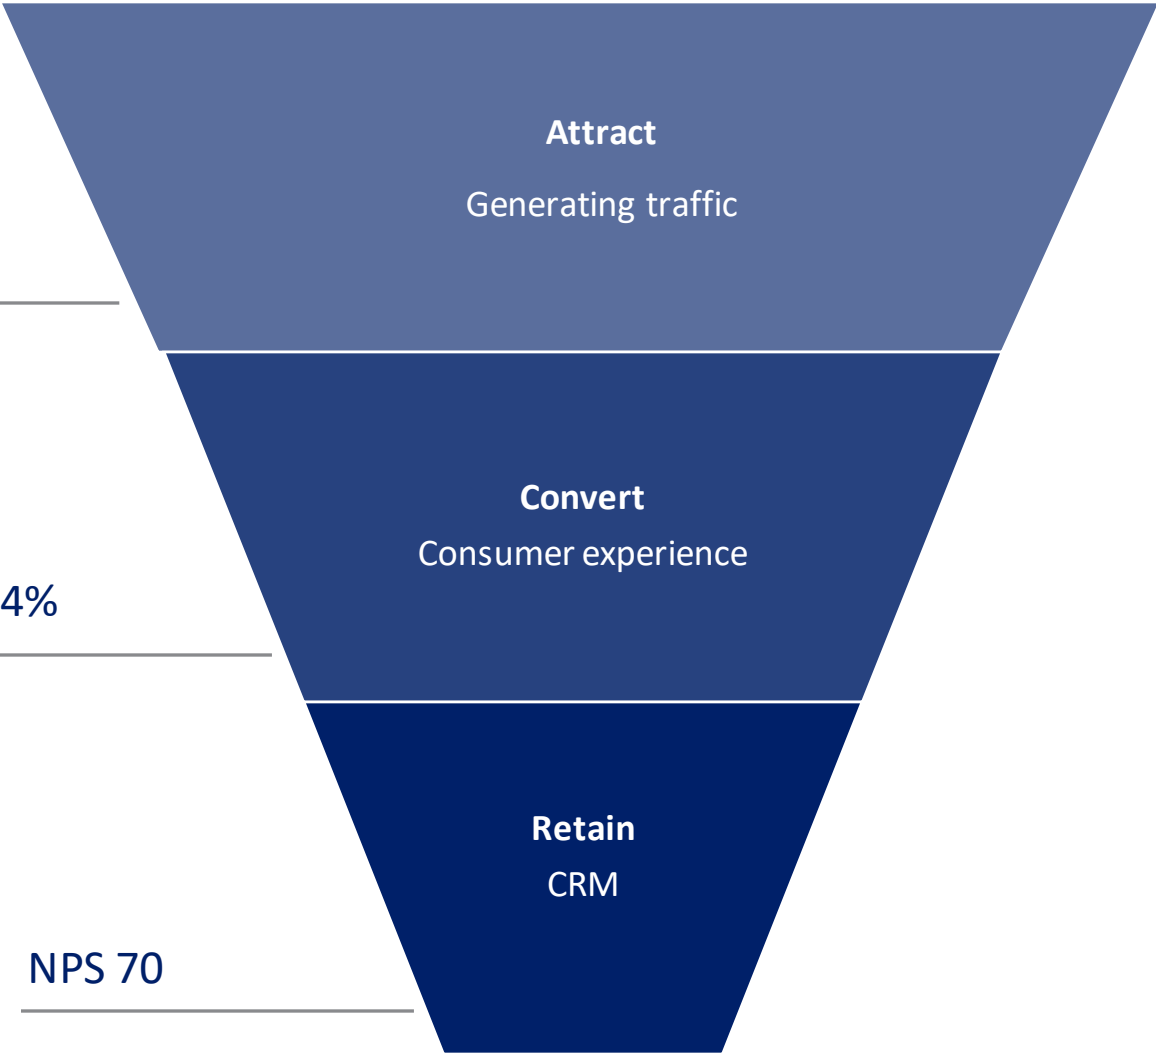 Attract
Generating traffic
Convert
Consumer experience
4%
Retain
CRM
NPS 70